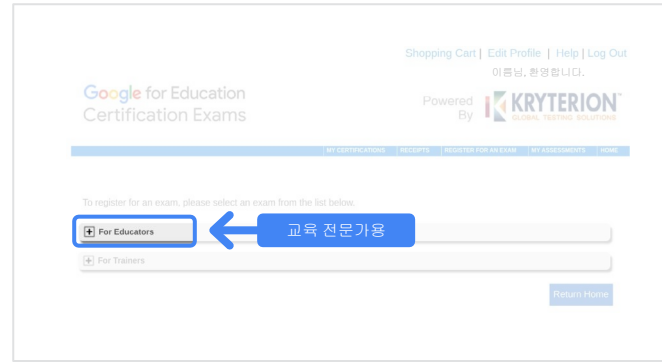 Shopping Cart | Edit Profile | Help | Log Out
이름님, 환영합니다.
Google for Education
Certification Exams
Powered By
KRYTERION
GLOBAL TESTING SOLUTIONS
MY CERTIFICATIONS | RECEIPTS | REGISTER FOR AN EXAM | MY ASSESSMENTS | HOME
To register for an exam, please select an exam from the list below.
For Educators
교육 전문가용
For Trainers
Return Home